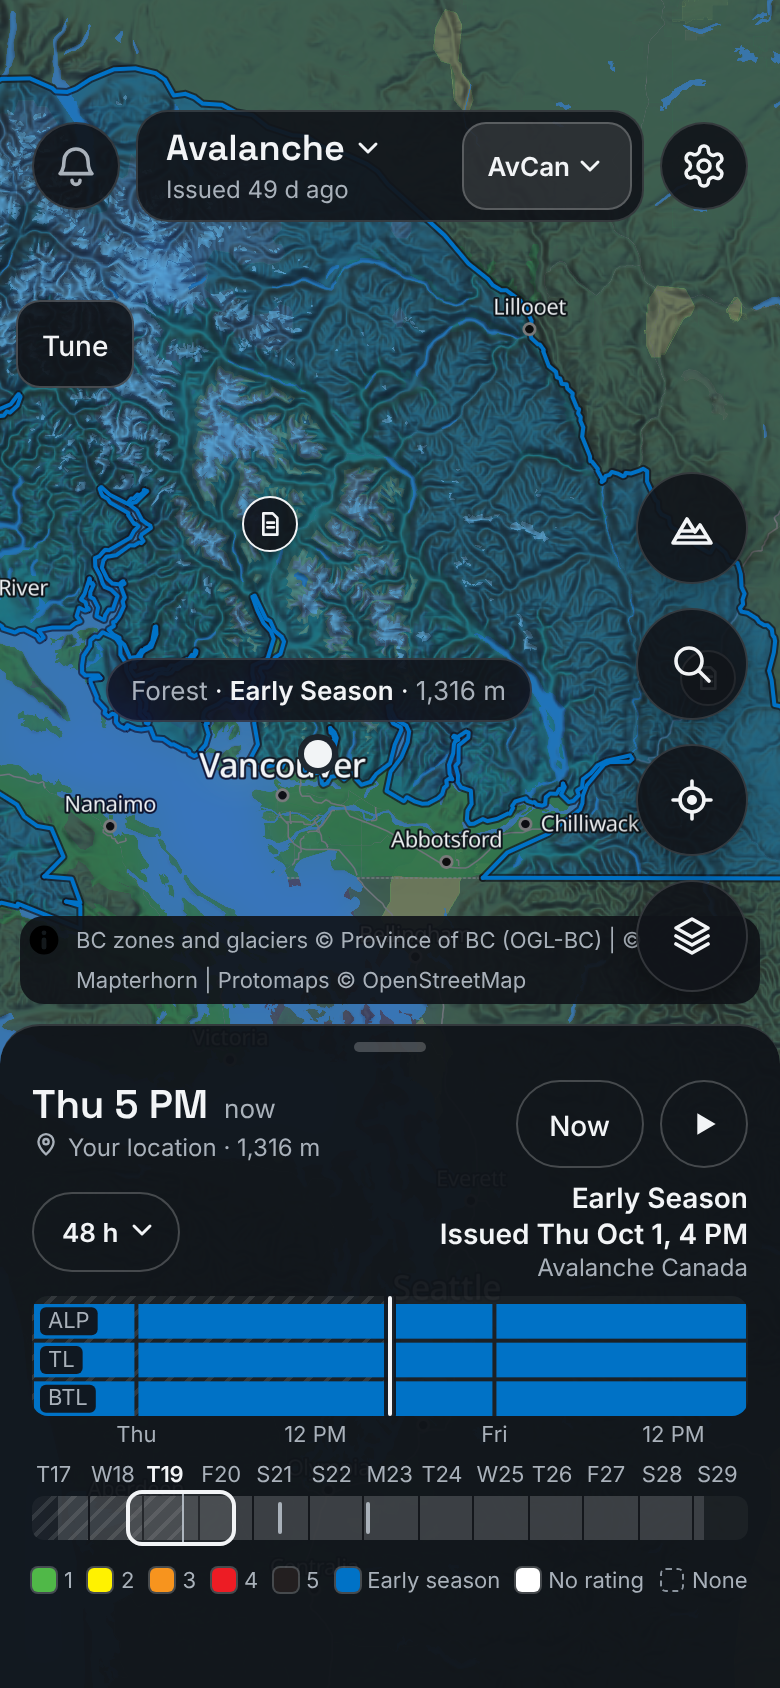 Avalanche
Issued 49 d ago
AvCan
Lillooet
Tune
River
Forest · Early Season · 1,316 m
Vancouver
Nanaimo
Abbotsford
Chilliwack
Bellingham
BC zones and glaciers © Province of BC (OGL-BC) | ©
Mapterhorn | Protomaps © OpenStreetMap
Victoria
Thu 5 PM now
Your location · 1,316 m
Now
Everett
48 h
Early Season
Issued Thu Oct 1, 4 PM
Avalanche Canada
Seattle
ALP
TL
BTL
Thu 12 PM Fri 12 PM
T17 W18 T19 F20 S21 S22 M23 T24 W25 T26 F27 S28 S29
1 2 3 4 5 Early season No rating None